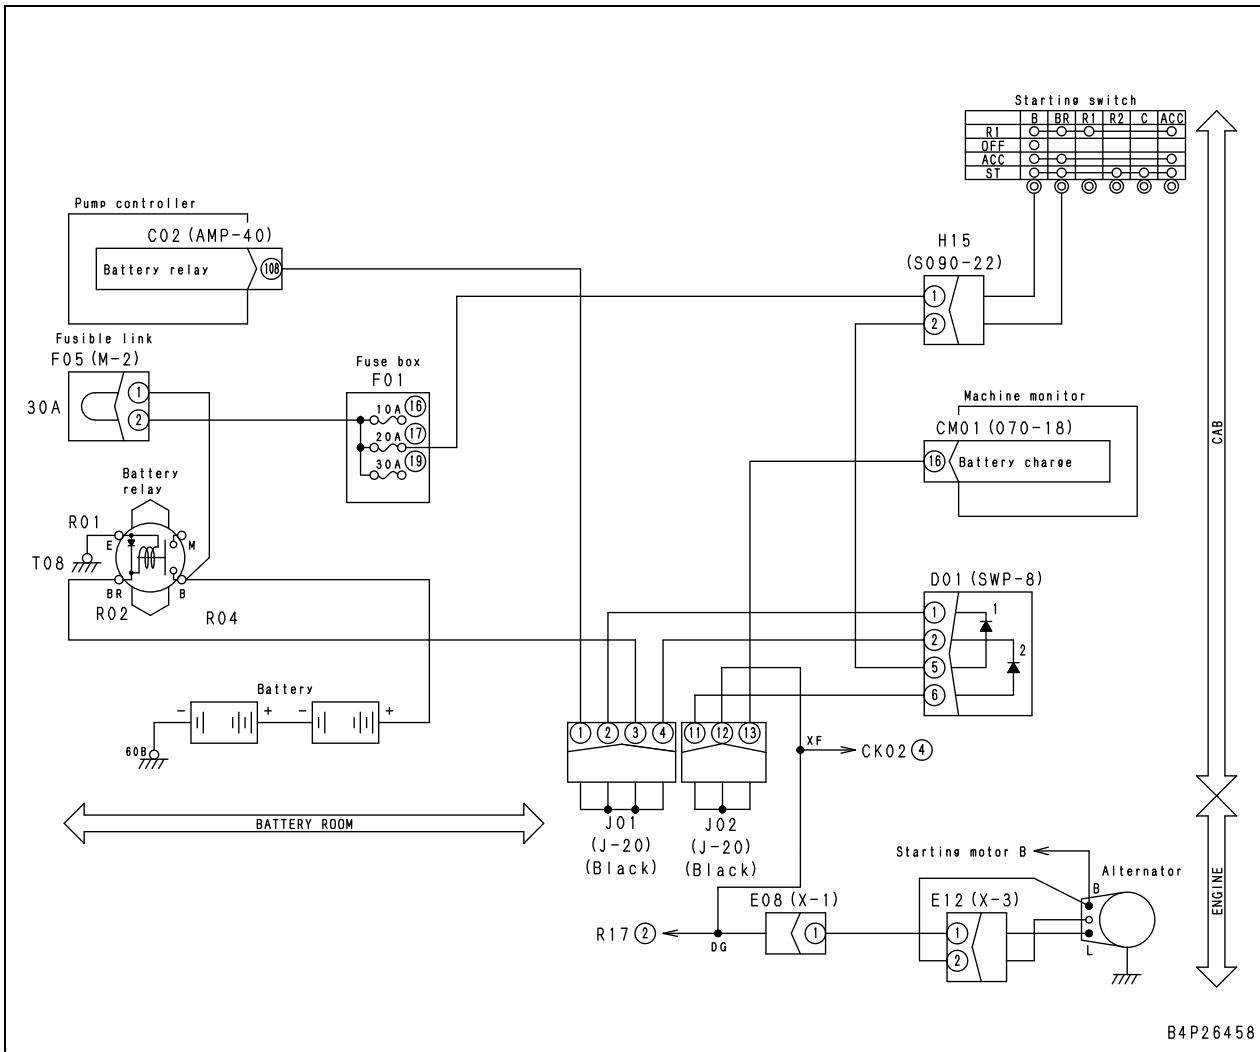 Starting switch
B BR R1 R2 C ACC
R1
OFF
ACC
ST
Pump controller
C02 (AMP-40)
Battery relay 108
H15
(S090-22)
1
2
Fusible link
F05 (M-2)
30A
1
2
Fuse box
F01
10A 16
20A 17
30A 19
Machine monitor
CM01 (070-18)
16 Battery charge
CAB
Battery
relay
R01
E M
T08
BR B
R02
R04
D01 (SWP-8)
1 1
2 2
5
6
Battery
- + - +
60B
1 2 3 4 11 12 13
XF
CK02 4
BATTERY ROOM
J01
(J-20)
(Black)
J02
(J-20)
(Black)
Starting motor B
Alternator
B
E08 (X-1)
E12 (X-3)
ENGINE
R17 2
DG
1
1
2
L
B4P26458